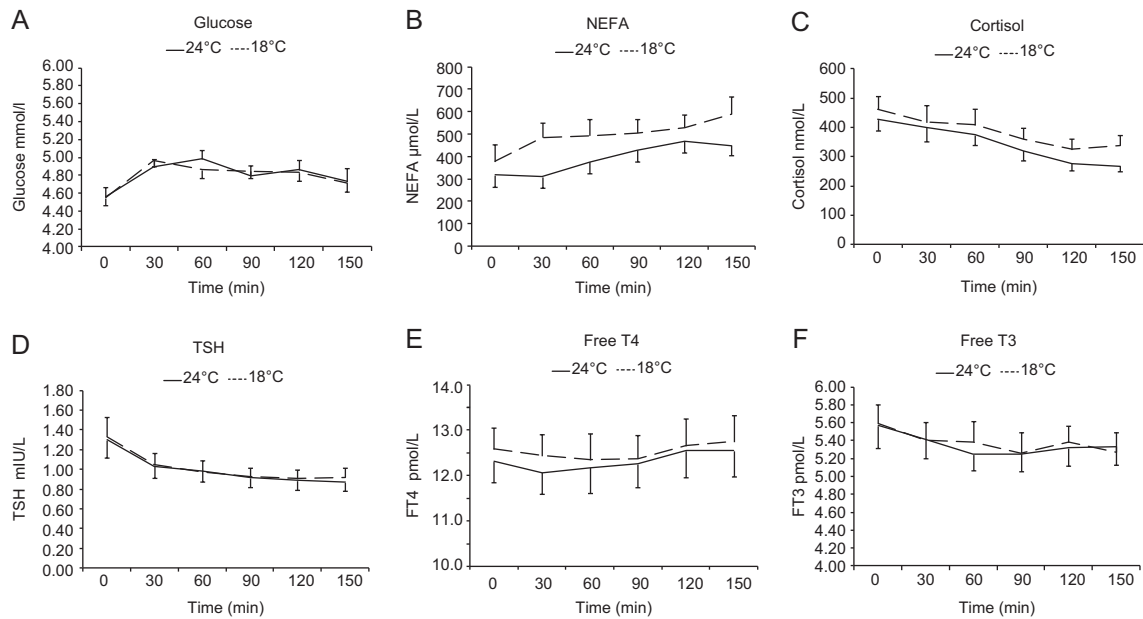 A
Glucose
24°C 18°C
Glucose mmol/l
6.00
5.80
5.60
5.40
5.20
5.00
4.80
4.60
4.40
4.20
4.00
0 30 60 90 120 150
Time (min)
B
NEFA
24°C 18°C
NEFA µmol/L
800
700
600
500
400
300
200
100
0
0 30 60 90 120 150
Time (min)
C
Cortisol
24°C 18°C
Cortisol nmol/L
600
500
400
300
200
100
0
0 30 60 90 120 150
Time (min)
D
TSH
24°C 18°C
TSH mIU/L
1.80
1.60
1.40
1.20
1.00
0.80
0.60
0.40
0.20
0.00
0 30 60 90 120 150
Time (min)
E
Free T4
24°C 18°C
FT4 pmol/L
14.0
13.0
12.0
11.0
10.0
0 30 60 90 120 150
Time (min)
F
Free T3
24°C 18°C
FT3 pmol/L
6.00
5.80
5.60
5.40
5.20
5.00
4.80
4.60
4.40
4.20
4.00
0 30 60 90 120 150
Time (min)